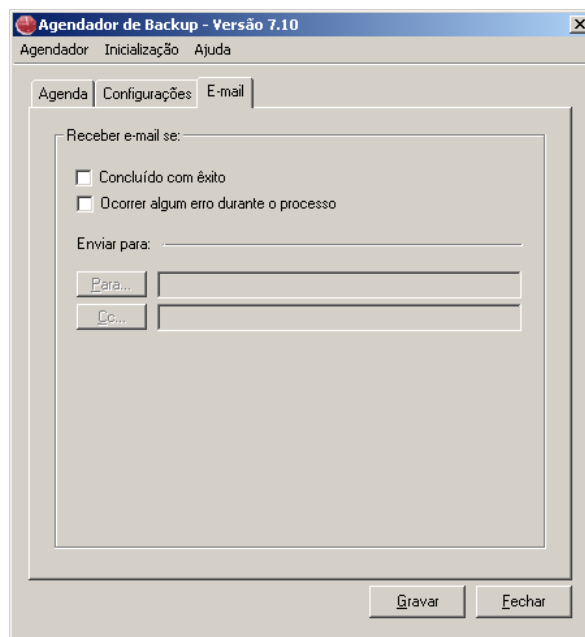 Agendador de Backup - Versão 7.10
Agendador Inicialização Ajuda
Agenda Configurações E-mail
Receber e-mail se:
Concluído com êxito
Ocorrer algum erro durante o processo
Enviar para:
Para...
Cc...
Gravar Fechar